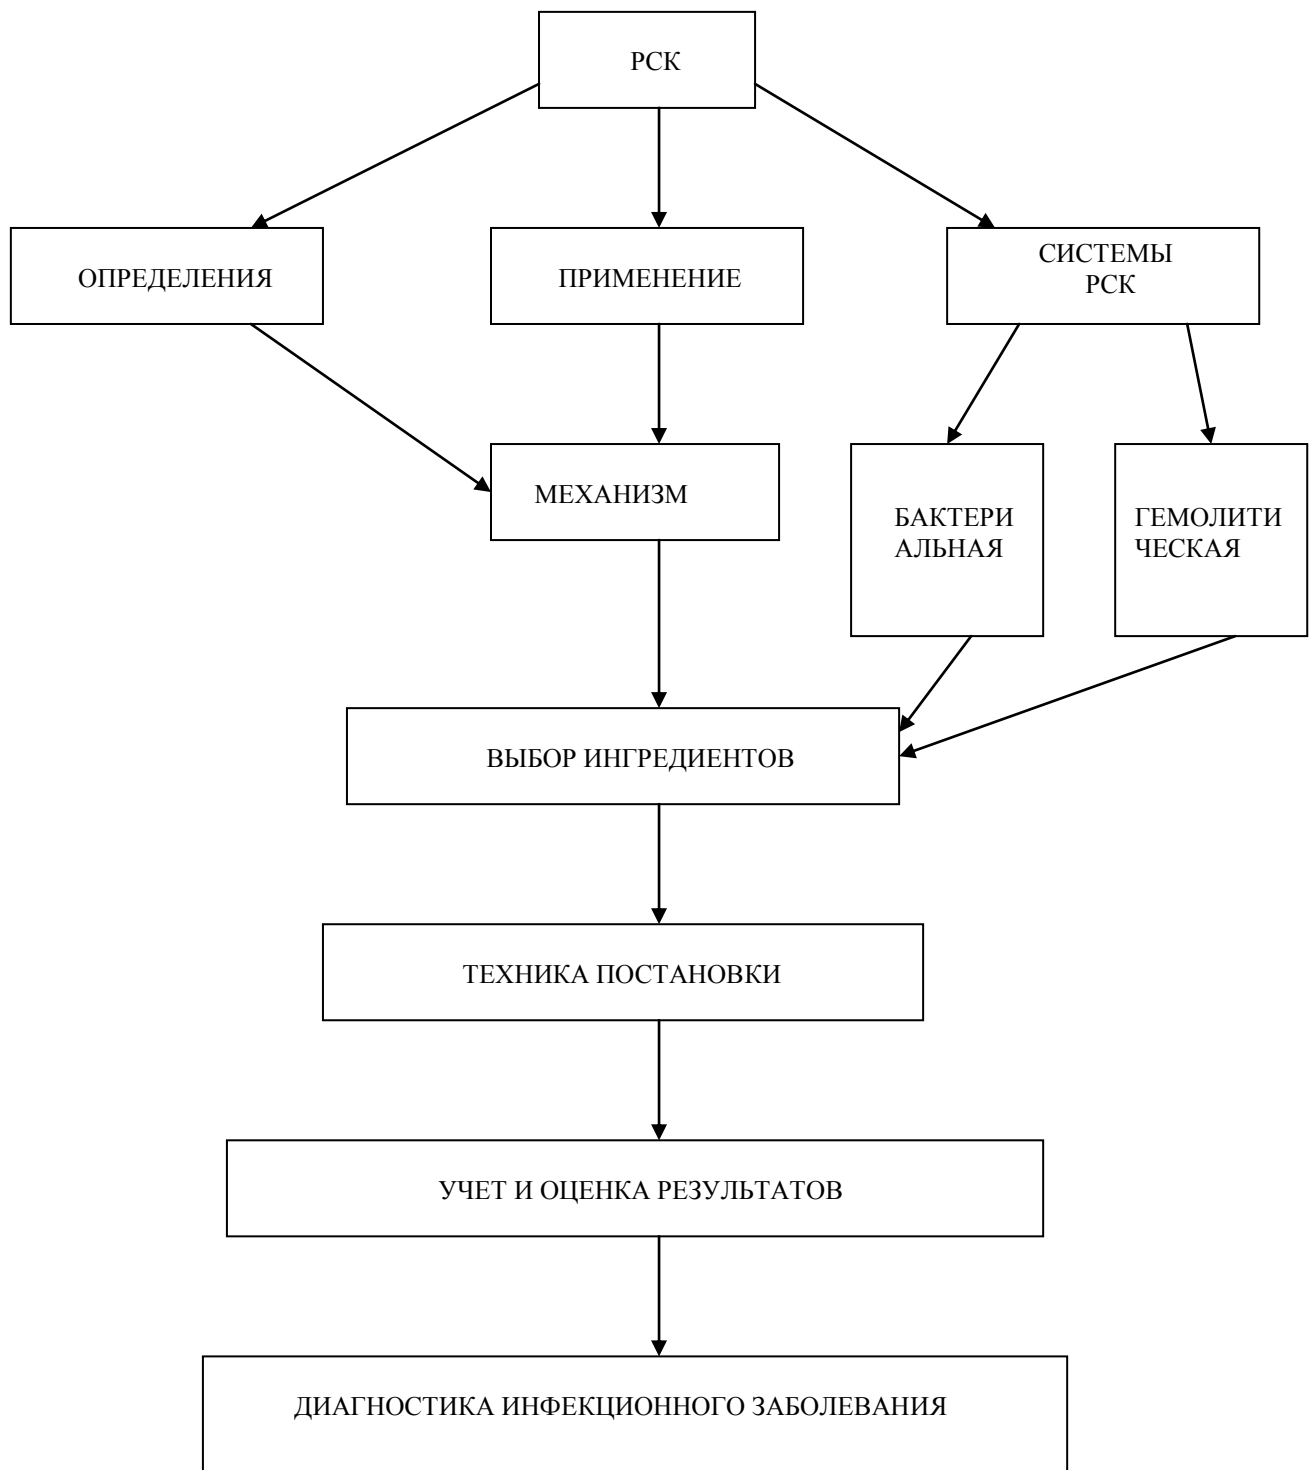 РСК
ОПРЕДЕЛЕНИЯ
ПРИМЕНЕНИЕ
СИСТЕМЫ
РСК
МЕХАНИЗМ
БАКТЕРИ
АЛЬНАЯ
ГЕМОЛИТИ
ЧЕСКАЯ
ВЫБОР ИНГРЕДИЕНТОВ
ТЕХНИКА ПОСТАНОВКИ
УЧЕТ И ОЦЕНКА РЕЗУЛЬТАТОВ
ДИАГНОСТИКА ИНФЕКЦИОННОГО ЗАБОЛЕВАНИЯ